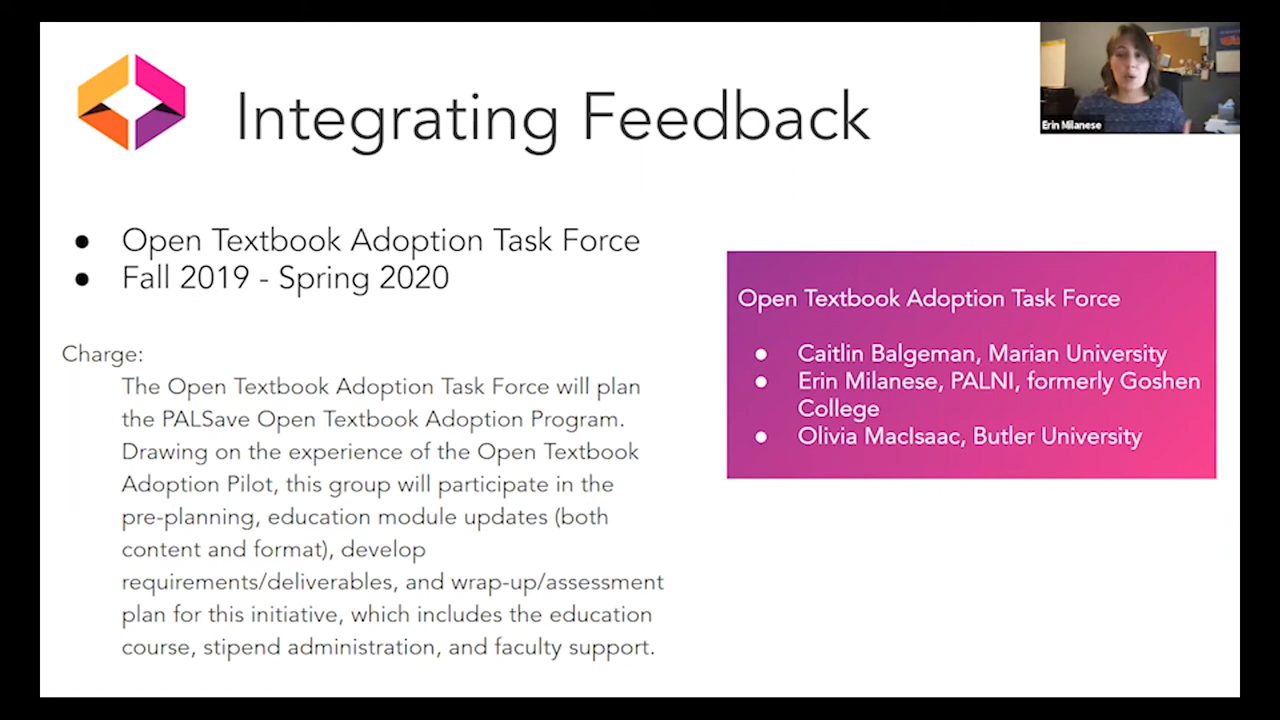 Integrating Feedback
Erin Milanese
● Open Textbook Adoption Task Force
● Fall 2019 - Spring 2020
Charge:
The Open Textbook Adoption Task Force will plan
the PALSave Open Textbook Adoption Program.
Drawing on the experience of the Open Textbook
Adoption Pilot, this group will participate in the
pre-planning, education module updates (both
content and format), develop
requirements/deliverables, and wrap-up/assessment
plan for this initiative, which includes the education
course, stipend administration, and faculty support.
Open Textbook Adoption Task Force
● Caitlin Balgeman, Marian University
● Erin Milanese, PALNI, formerly Goshen
College
● Olivia MacIsaac, Butler University